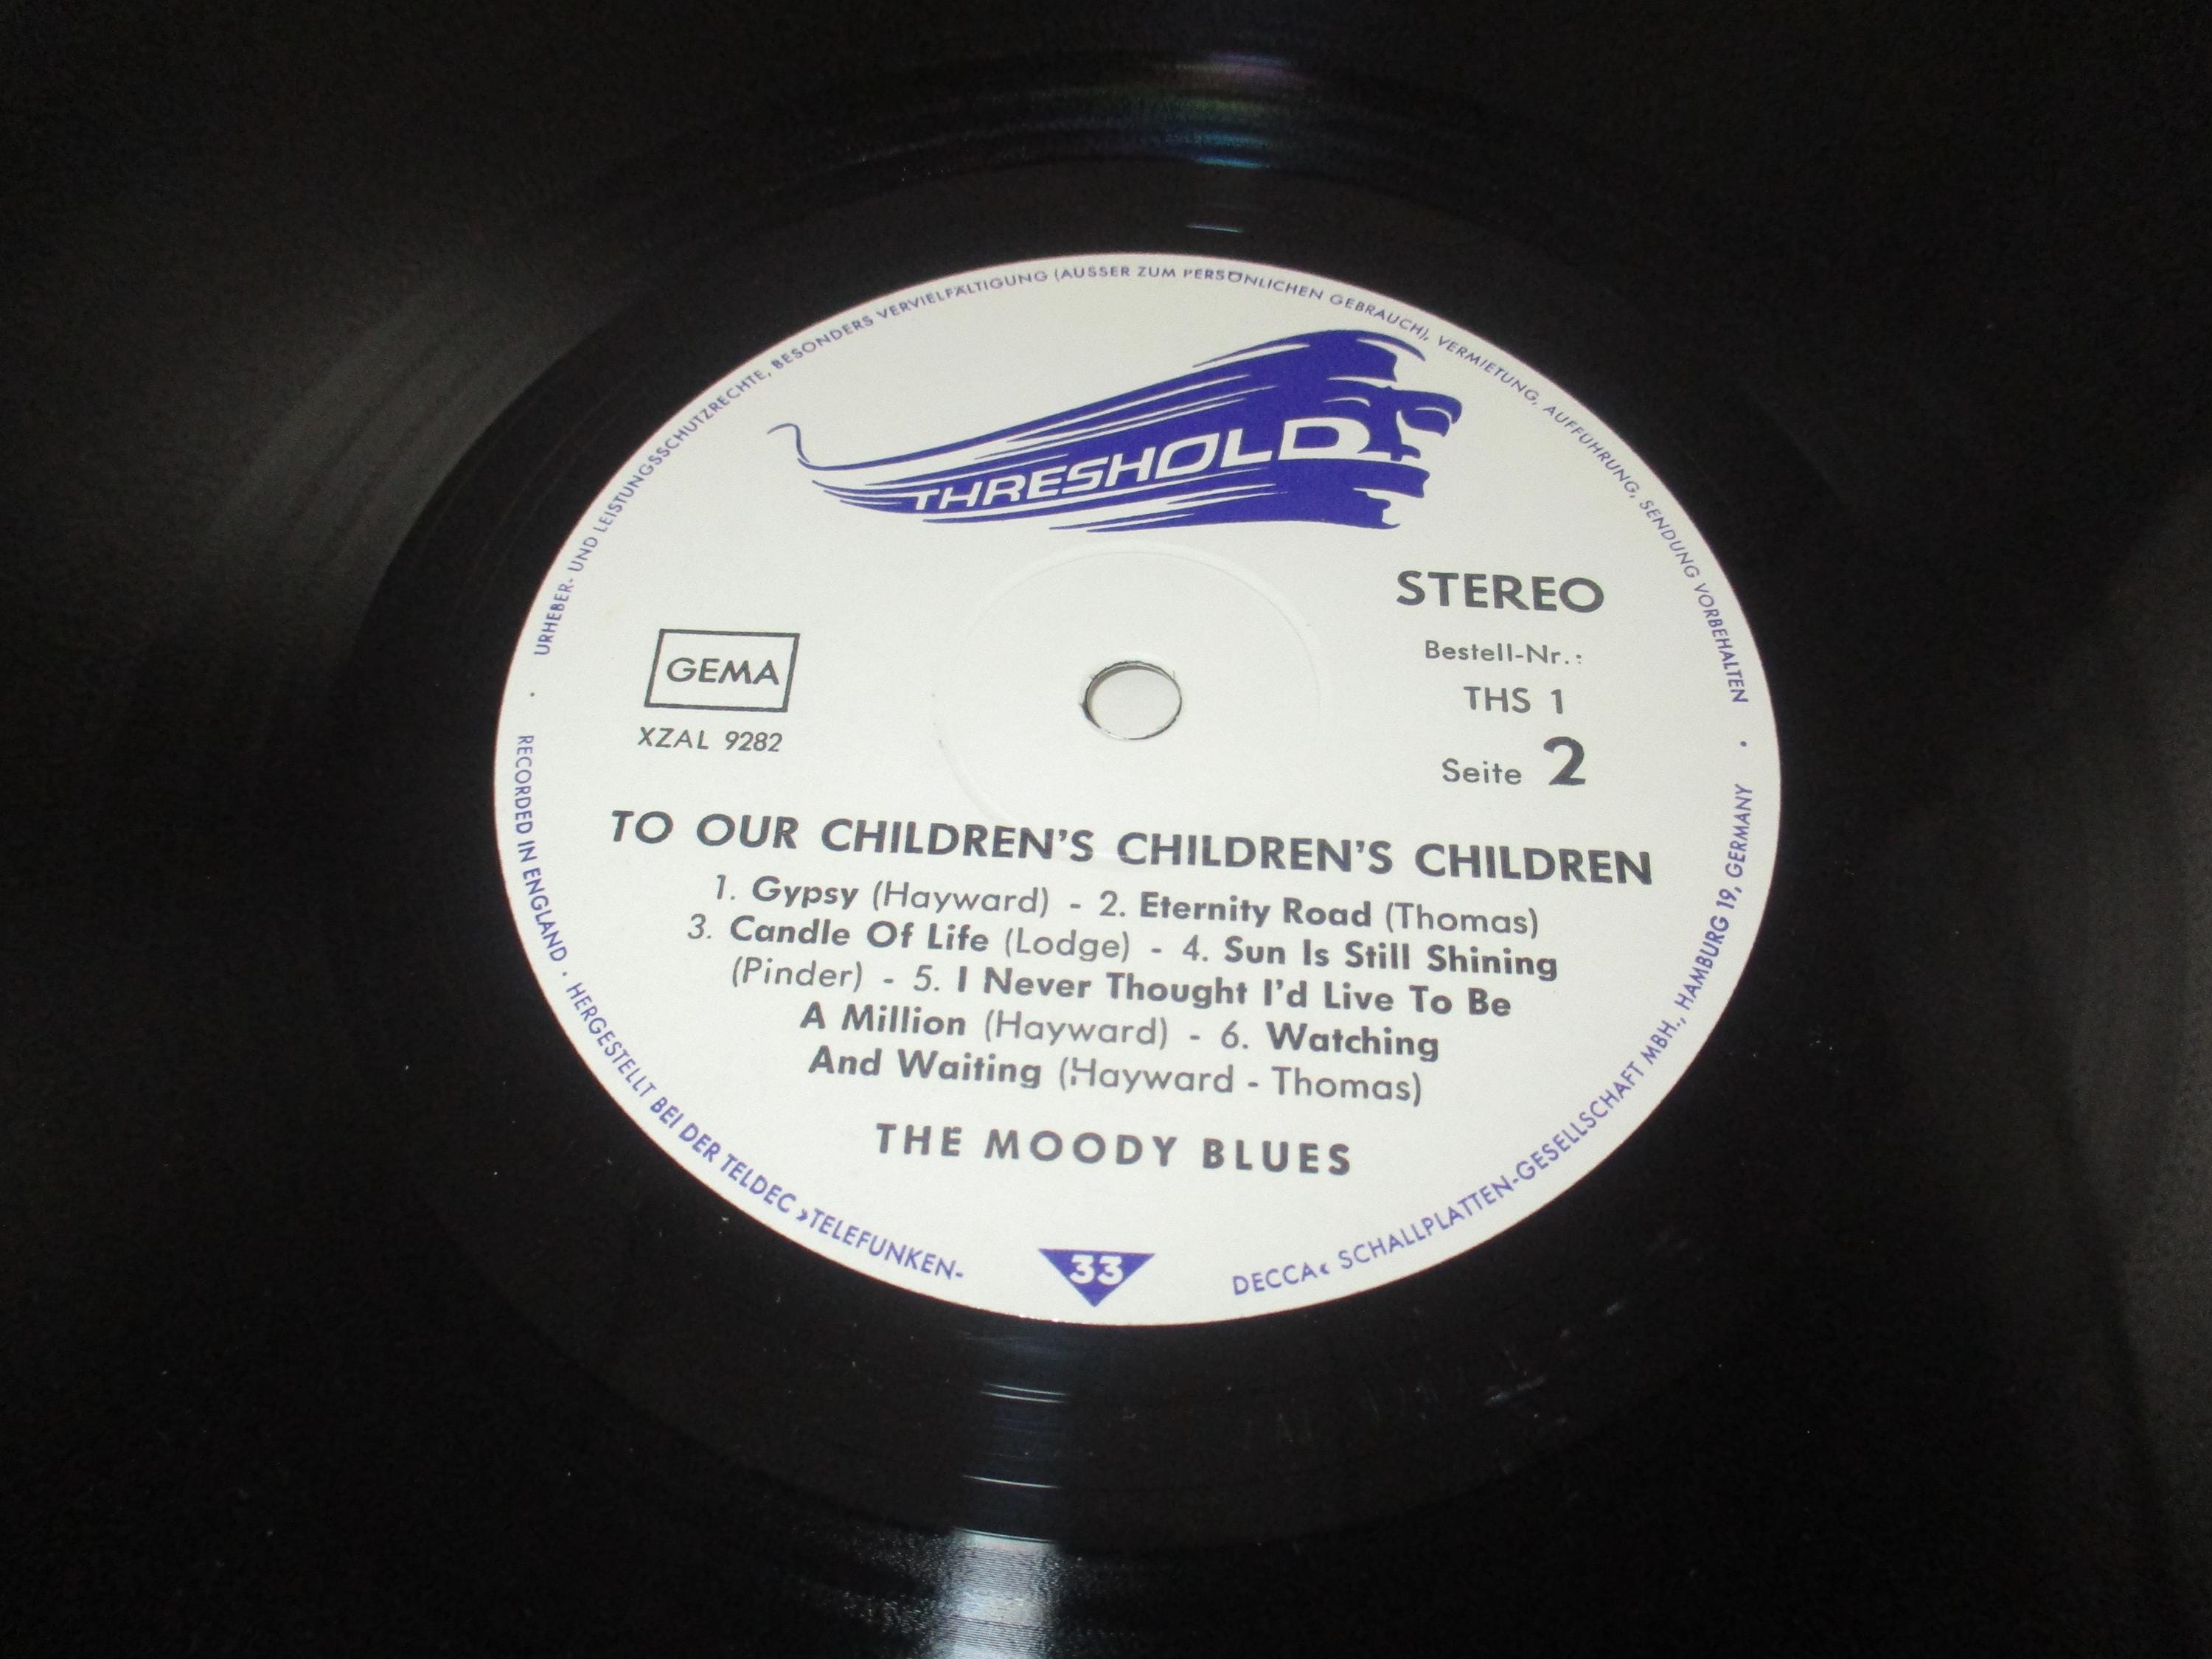 URHEBER- UND LEISTUNGSSCHUTZRECHTE, BESONDERS VERVIELFÄLTIGUNG (AUSSER ZUM PERSÖNLICHEN GEBRAUCH), VERMIETUNG, AUFFÜHRUNG, SENDUNG VORBEHALTEN
THRESHOLD
STEREO
Bestell-Nr.:
THS 1
Seite 2
GEMA
XZAL 9282
TO OUR CHILDREN'S CHILDREN'S CHILDREN
1. Gypsy (Hayward) - 2. Eternity Road (Thomas)
3. Candle Of Life (Lodge) - 4. Sun Is Still Shining
(Pinder) - 5. I Never Thought I'd Live To Be
A Million (Hayward) - 6. Watching
And Waiting (Hayward - Thomas)
THE MOODY BLUES
33
RECORDED IN ENGLAND · HERGESTELLT BEI DER TELDEC »TELEFUNKEN-DECCA« SCHALLPLATTEN-GESELLSCHAFT MBH., HAMBURG 19, GERMANY